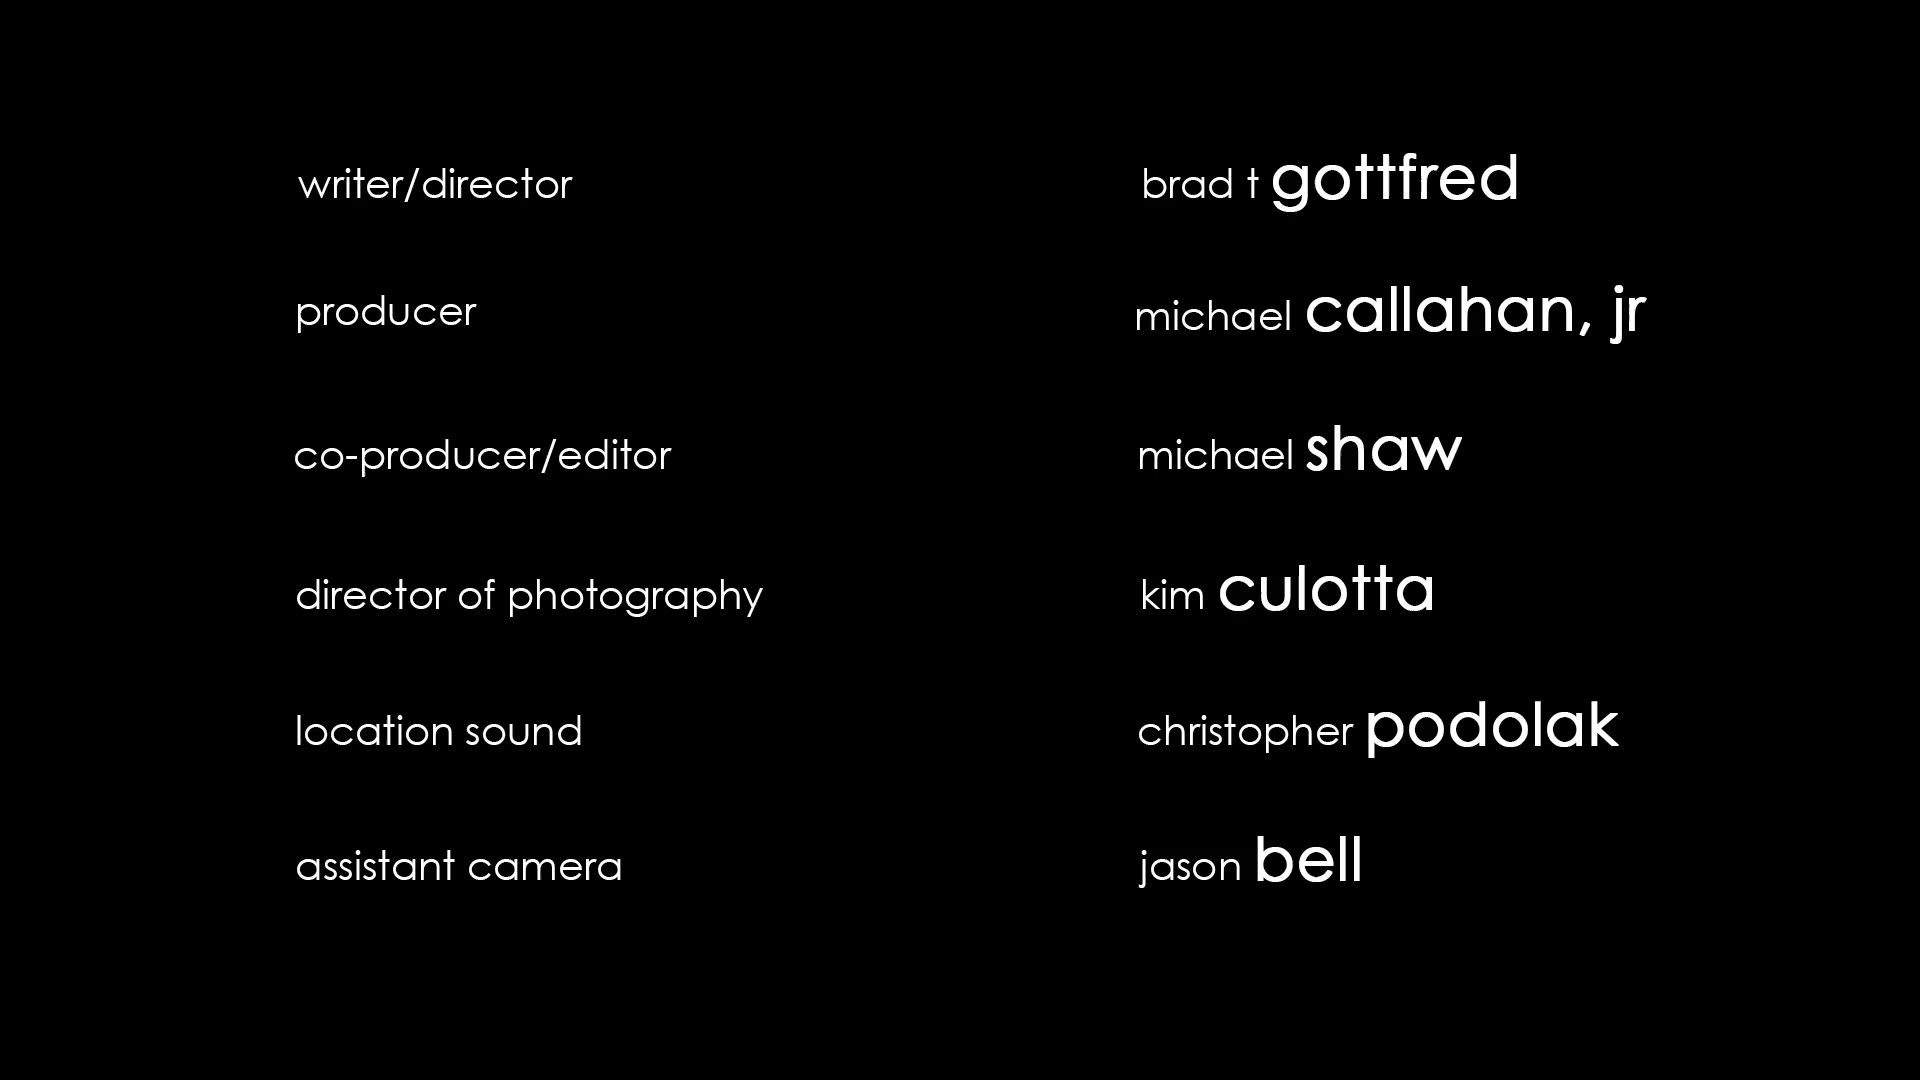 writer/director brad t gottfred
producer michael callahan, jr
co-producer/editor michael shaw
director of photography kim culotta
location sound christopher podolak
assistant camera jason bell